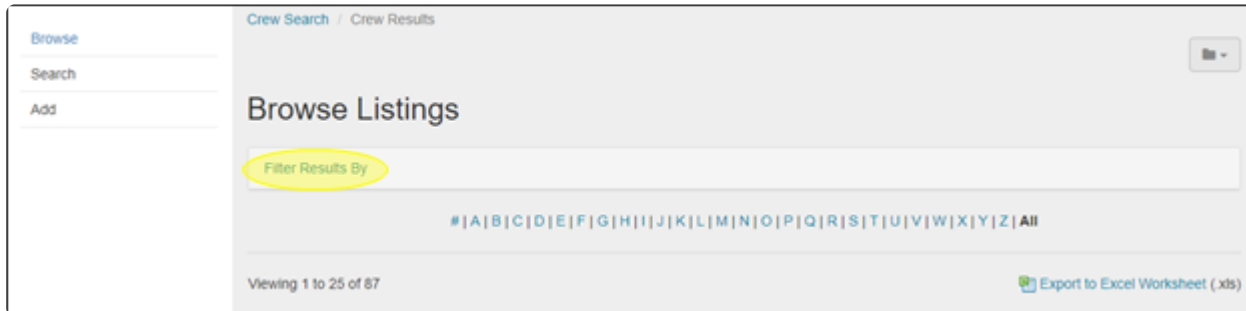 Browse
Search
Add
Crew Search / Crew Results
Browse Listings
Filter Results By
# | A | B | C | D | E | F | G | H | I | J | K | L | M | N | O | P | Q | R | S | T | U | V | W | X | Y | Z | All
Viewing 1 to 25 of 87
Export to Excel Worksheet (.xls)